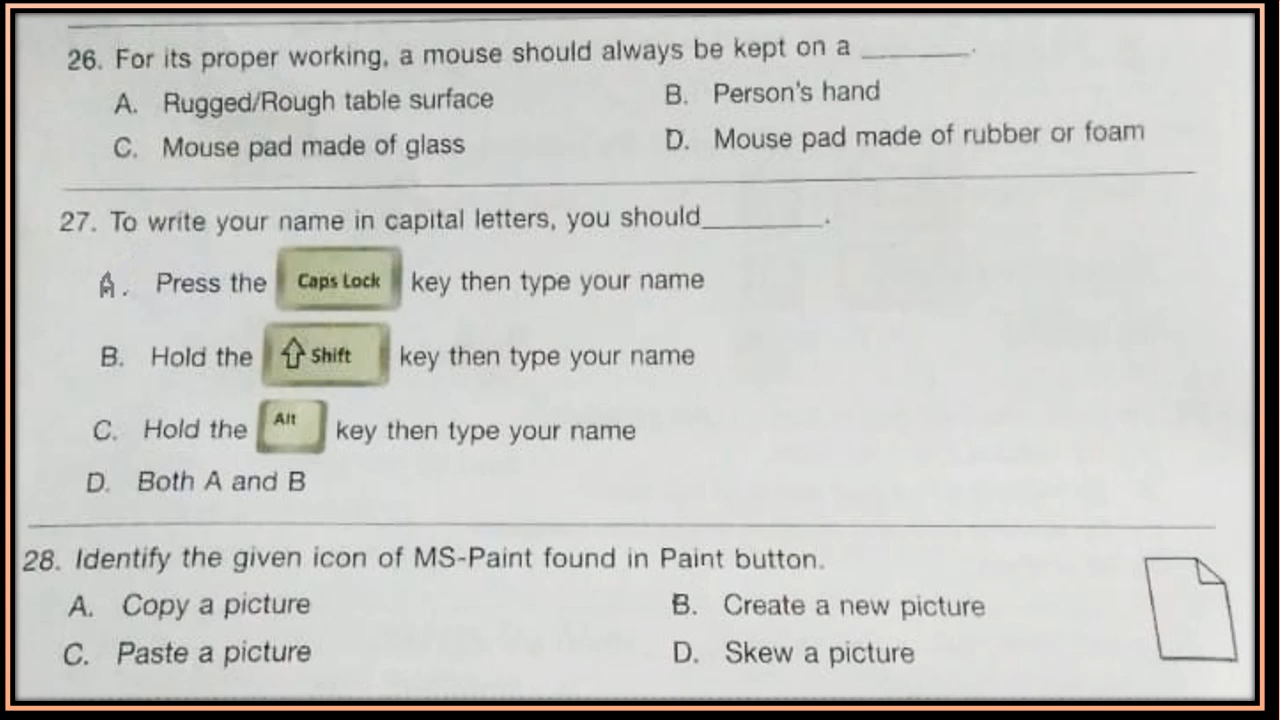 26. For its proper working, a mouse should always be kept on a ________.
A. Rugged/Rough table surface B. Person's hand
C. Mouse pad made of glass D. Mouse pad made of rubber or foam
27. To write your name in capital letters, you should________.
A. Press the Caps Lock key then type your name
B. Hold the Shift key then type your name
C. Hold the Alt key then type your name
D. Both A and B
28. Identify the given icon of MS-Paint found in Paint button.
A. Copy a picture B. Create a new picture
C. Paste a picture D. Skew a picture